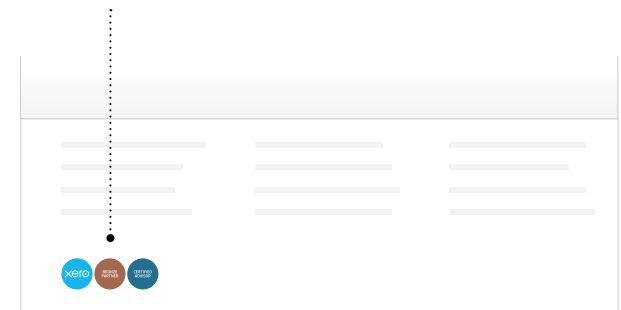 xero
BRONZE
PARTNER
CERTIFIED
ADVISOR